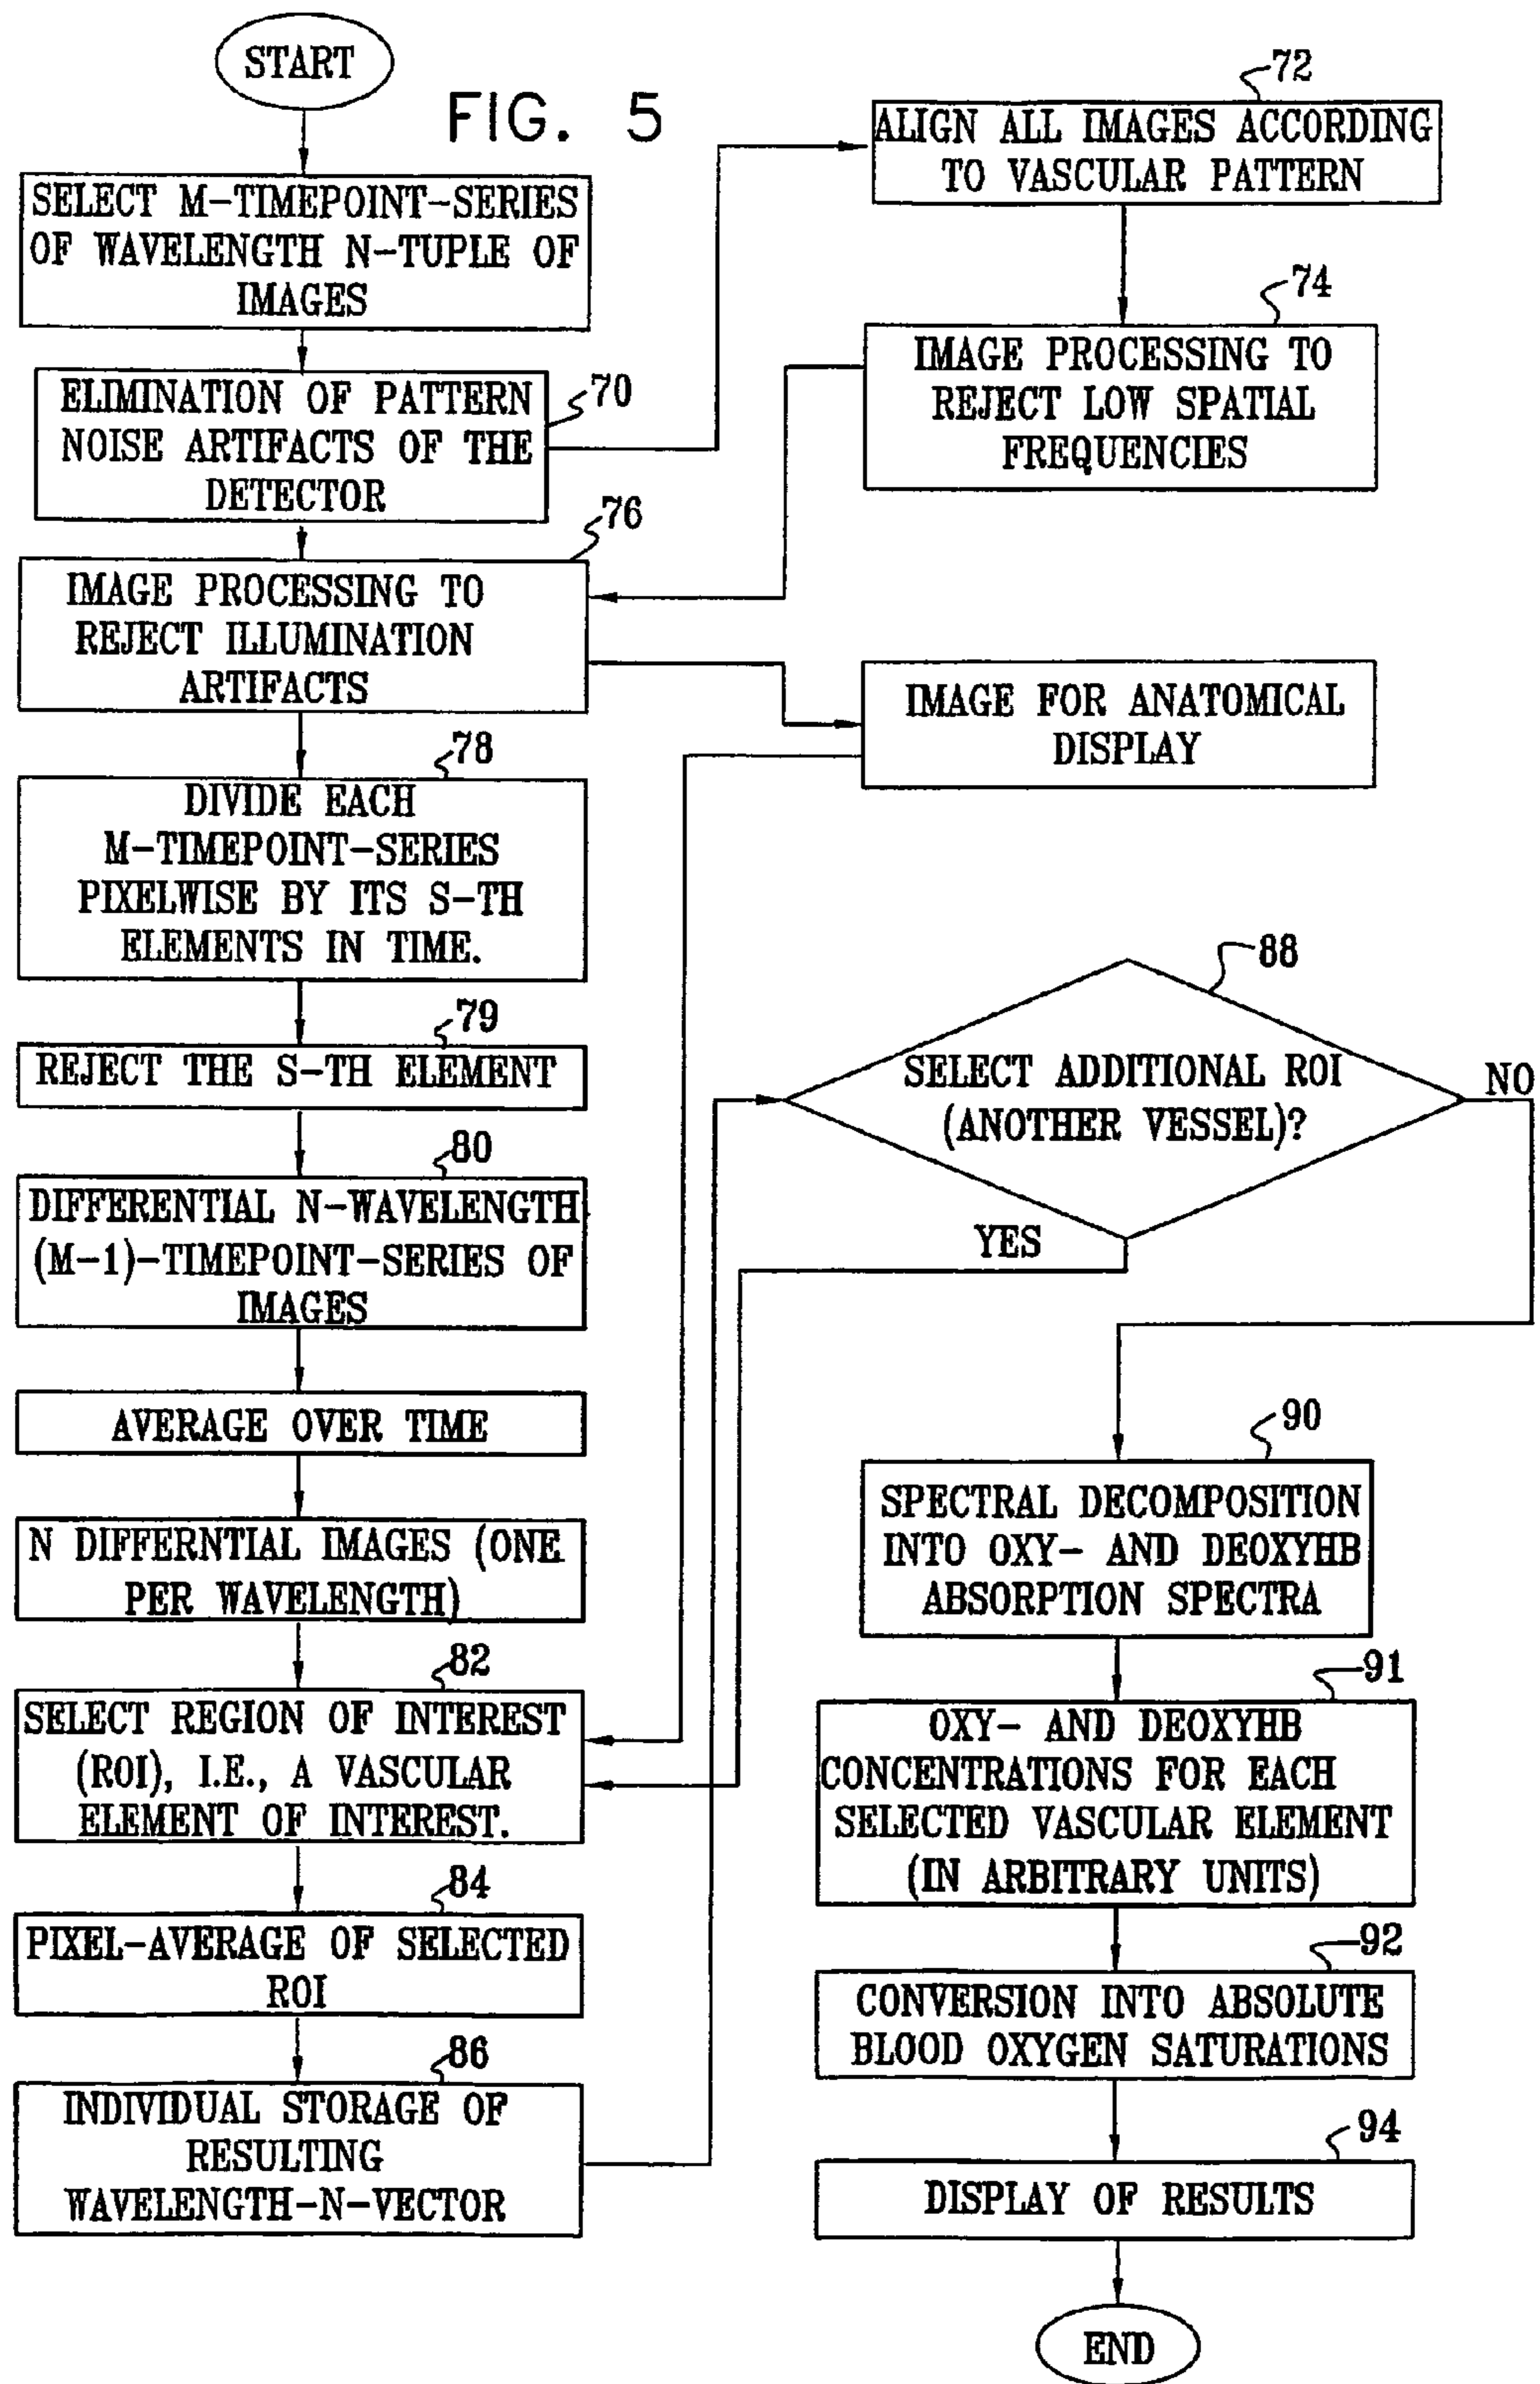 START
FIG. 5
SELECT M-TIMEPOINT-SERIES
OF WAVELENGTH N-TUPLE OF
IMAGES
70
ELIMINATION OF PATTERN
NOISE ARTIFACTS OF THE
DETECTOR
72
ALIGN ALL IMAGES ACCORDING
TO VASCULAR PATTERN
74
IMAGE PROCESSING TO
REJECT LOW SPATIAL
FREQUENCIES
76
IMAGE PROCESSING TO
REJECT ILLUMINATION
ARTIFACTS
IMAGE FOR ANATOMICAL
DISPLAY
78
DIVIDE EACH
M-TIMEPOINT-SERIES
PIXELWISE BY ITS S-TH
ELEMENTS IN TIME.
79
REJECT THE S-TH ELEMENT
80
DIFFERENTIAL N-WAVELENGTH
(M-1)-TIMEPOINT-SERIES OF
IMAGES
AVERAGE OVER TIME
N DIFFERNTIAL IMAGES (ONE
PER WAVELENGTH)
82
SELECT REGION OF INTEREST
(ROI), I.E., A VASCULAR
ELEMENT OF INTEREST.
84
PIXEL-AVERAGE OF SELECTED
ROI
86
INDIVIDUAL STORAGE OF
RESULTING
WAVELENGTH-N-VECTOR
88
SELECT ADDITIONAL ROI
(ANOTHER VESSEL)?
NO
YES
90
SPECTRAL DECOMPOSITION
INTO OXY- AND DEOXYHB
ABSORPTION SPECTRA
91
OXY- AND DEOXYHB
CONCENTRATIONS FOR EACH
SELECTED VASCULAR ELEMENT
(IN ARBITRARY UNITS)
92
CONVERSION INTO ABSOLUTE
BLOOD OXYGEN SATURATIONS
94
DISPLAY OF RESULTS
END